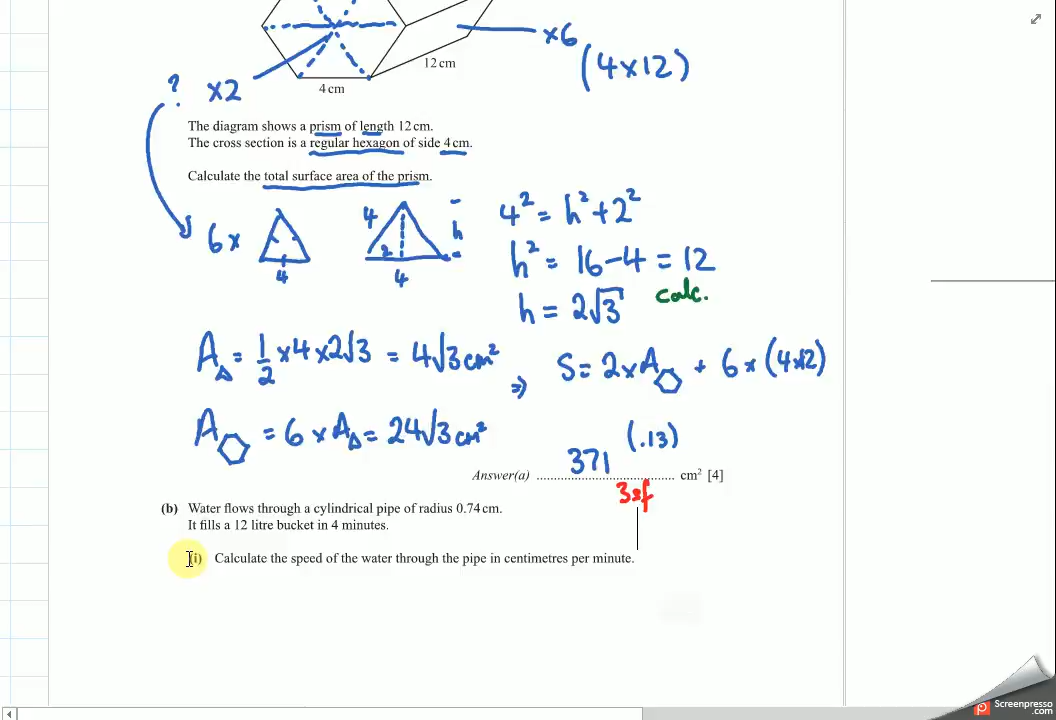 ×6
(4×12)
12 cm
? ×2
4 cm
The diagram shows a prism of length 12 cm.
The cross section is a regular hexagon of side 4 cm.
Calculate the total surface area of the prism.
6 ×
4
4
2
h
4
4² = h² + 2²
h² = 16 - 4 = 12
calc.
h = 2√3
A△ = 1/2 × 4 × 2√3 = 4√3 cm²
⇒ S = 2 × A⬡ + 6 × (4×12)
A⬡ = 6 × A△ = 24√3 cm²
371 (.13)
Answer(a) .......................................... cm² [4]
3sf
(b) Water flows through a cylindrical pipe of radius 0.74 cm.
It fills a 12 litre bucket in 4 minutes.
(i) Calculate the speed of the water through the pipe in centimetres per minute.
Screenpresso
.com